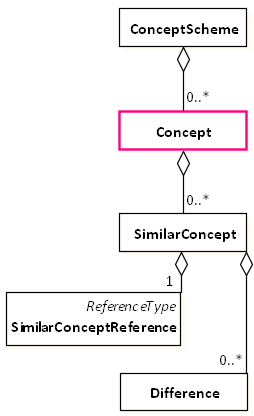 ConceptScheme
0..*
Concept
0..*
SimilarConcept
1
ReferenceType
SimilarConceptReference
0..*
Difference